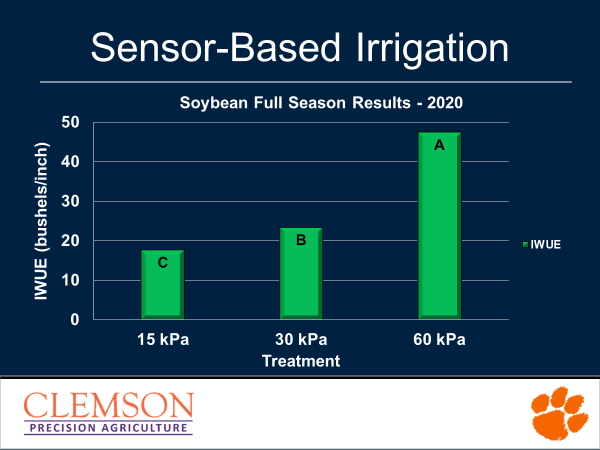 Sensor-Based Irrigation
Soybean Full Season Results - 2020
IWUE (bushels/inch)
50
40
30
20
10
0
C
B
A
IWUE
15 kPa
30 kPa
60 kPa
Treatment
CLEMSON
PRECISION AGRICULTURE